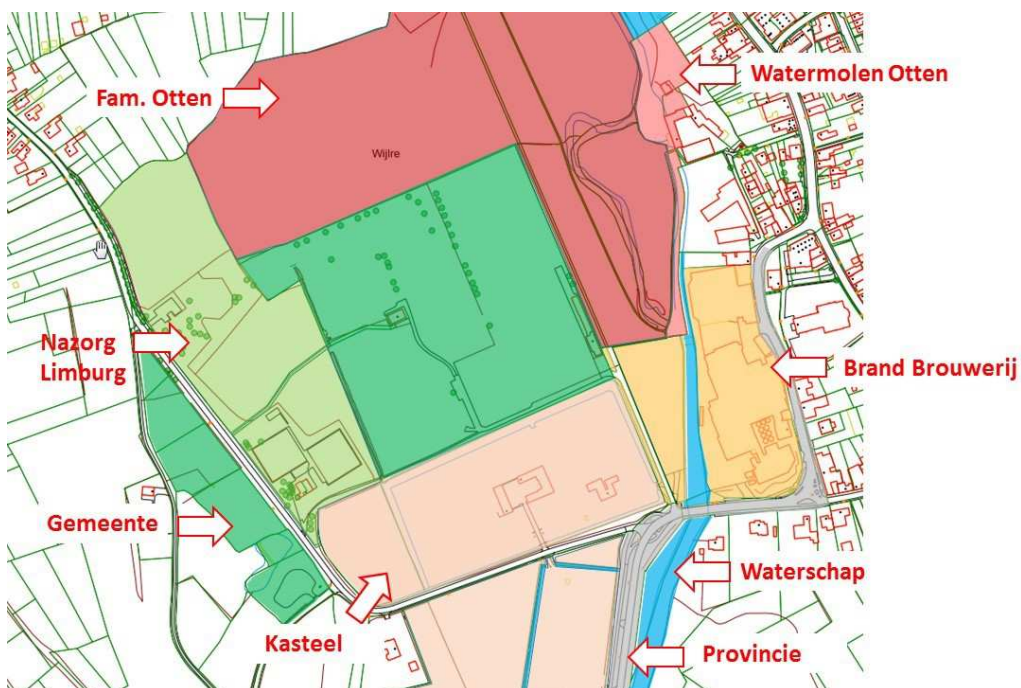 Watermolen Otten
Fam. Otten
Wijlre
Nazorg
Limburg
Brand Brouwerij
Gemeente
Waterschap
Kasteel
Provincie